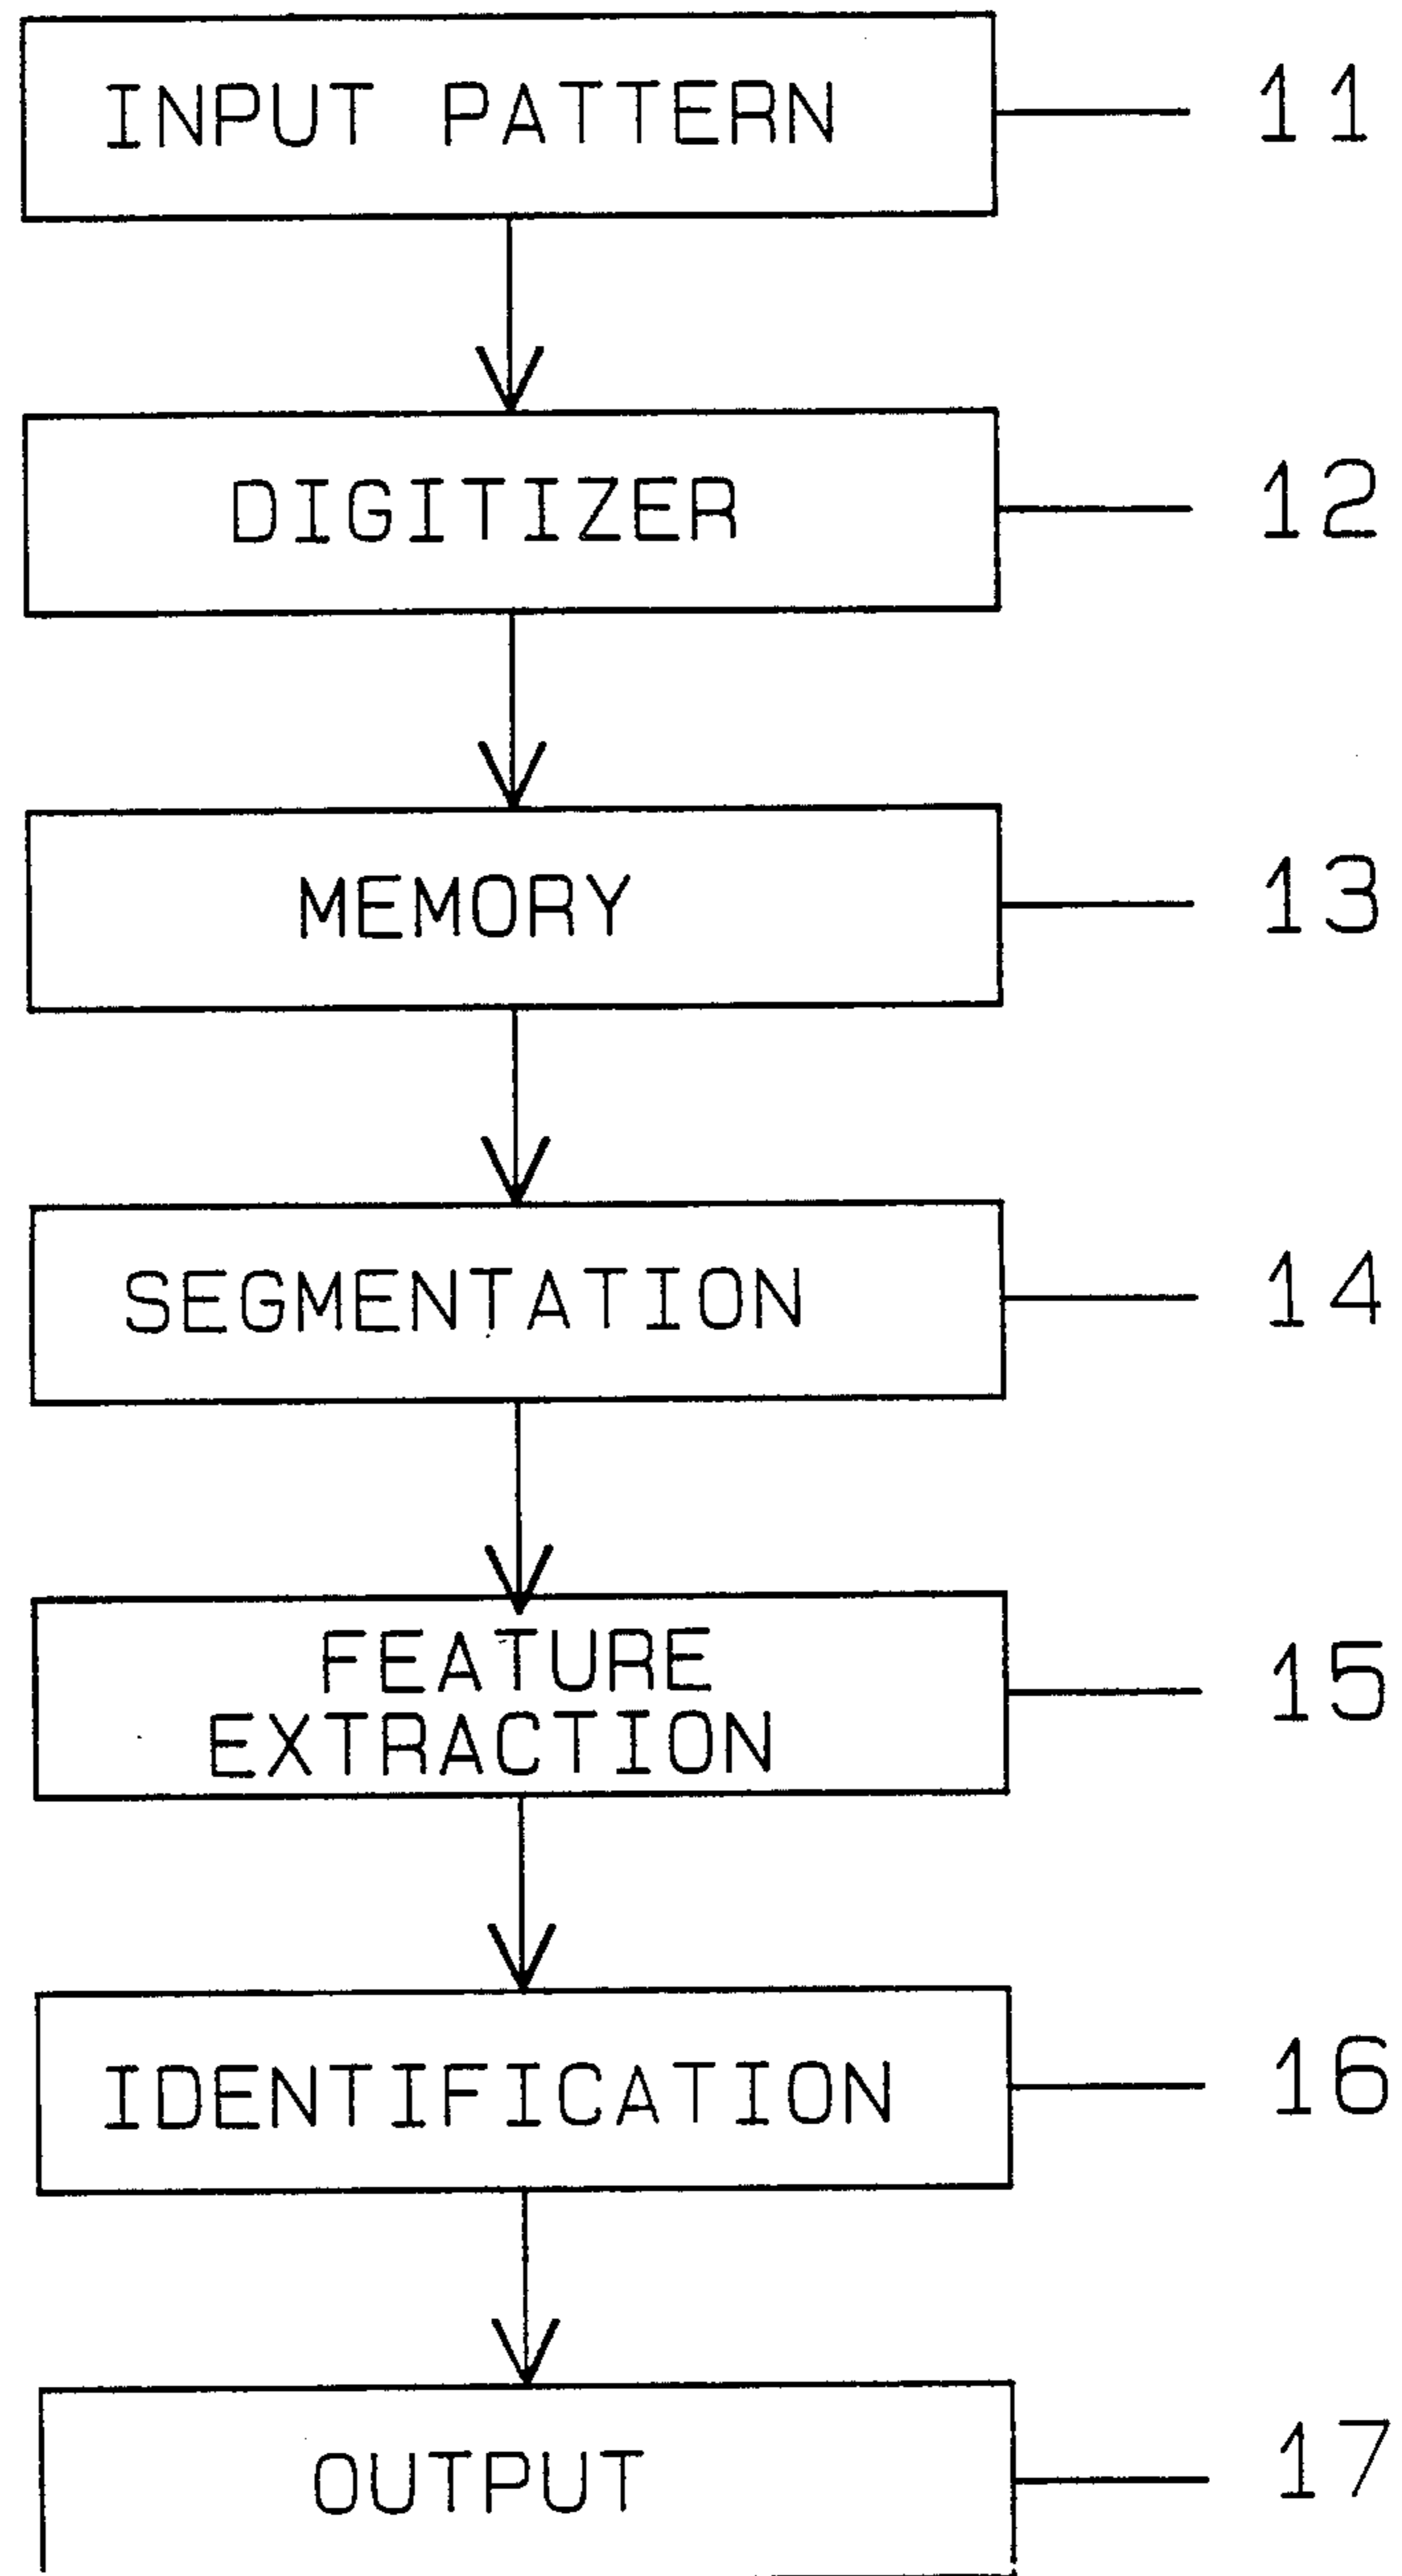 INPUT PATTERN 11
DIGITIZER 12
MEMORY 13
SEGMENTATION 14
FEATURE
EXTRACTION 15
IDENTIFICATION 16
OUTPUT 17